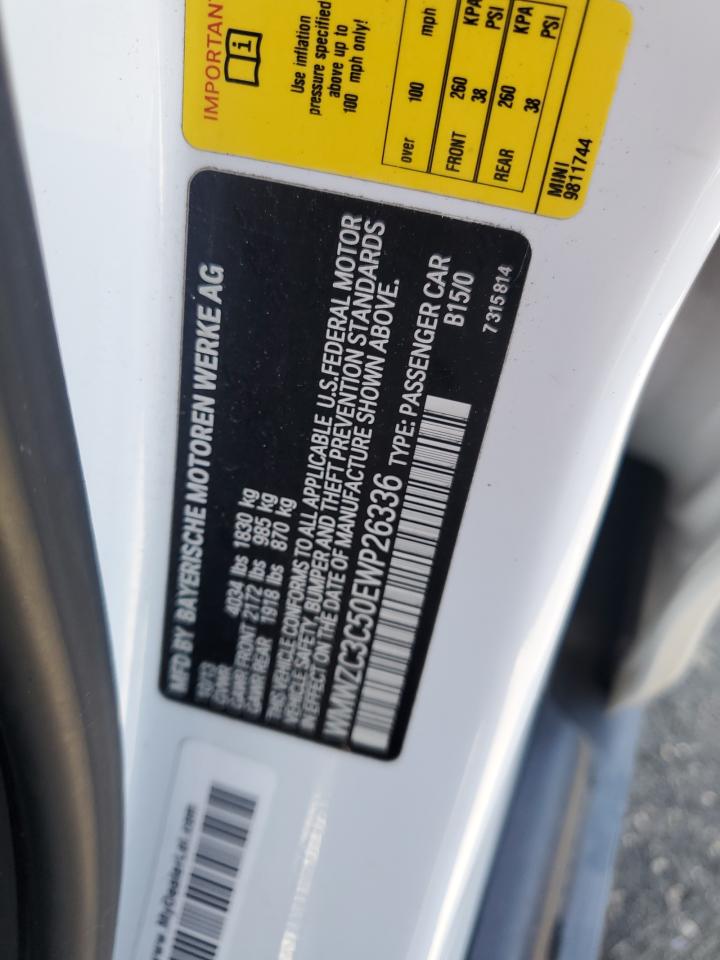 IMPORTAN
Use inflation
pressure specified
above up to
100 mph only!
over 100 mph
KPA PSI KPA PSI
FRONT 260 38
REAR 260 38
MINI
9811744
MFD BY BAYERISCHE MOTOREN WERKE AG
GVWR 4034 lbs 1830 kg
GAWR FRONT 2172 lbs 985 kg
GAWR REAR 1918 lbs 870 kg
THIS VEHICLE CONFORMS TO ALL APPLICABLE U.S.FEDERAL MOTOR
VEHICLE SAFETY, BUMPER AND THEFT PREVENTION STANDARDS
IN EFFECT ON THE DATE OF MANUFACTURE SHOWN ABOVE.
WMWZC3C50EWP26336 TYPE: PASSENGER CAR
B15/0
7315814